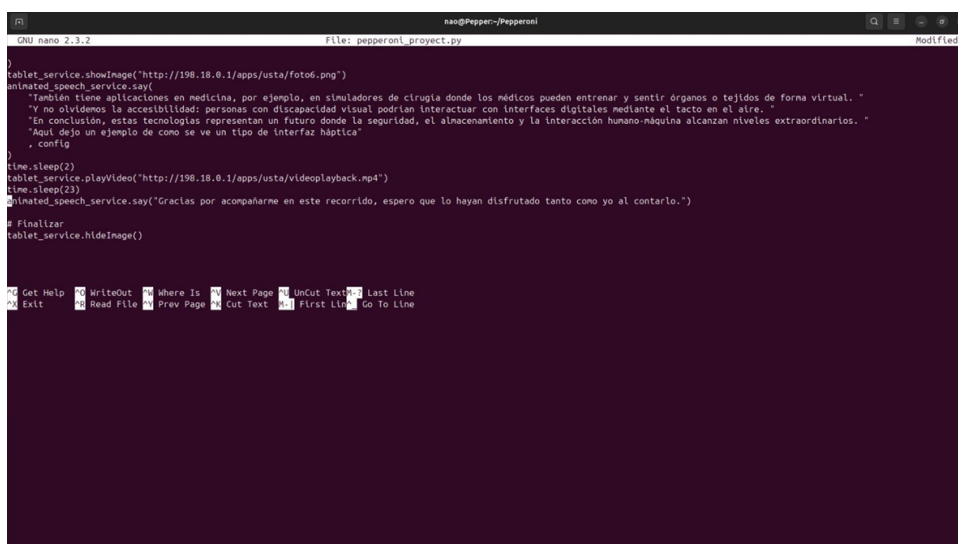 nao@Pepper:~/Pepperoni
GNU nano 2.3.2 File: pepperoni_proyect.py Modified
)
tablet_service.showImage("http://198.18.0.1/apps/usta/foto6.png")
animated_speech_service.say(
"También tiene aplicaciones en medicina, por ejemplo, en simuladores de cirugía donde los médicos pueden entrenar y sentir órganos o tejidos de forma virtual. "
"Y no olvidemos la accesibilidad: personas con discapacidad visual podrían interactuar con interfaces digitales mediante el tacto en el aire. "
"En conclusión, estas tecnologías representan un futuro donde la seguridad, el almacenamiento y la interacción humano-máquina alcanzan niveles extraordinarios. "
"Aquí dejo un ejemplo de como se ve un tipo de interfaz háptica"
, config
)
time.sleep(2)
tablet_service.playVideo("http://198.18.0.1/apps/usta/videoplayback.mp4")
time.sleep(23)
animated_speech_service.say("Gracias por acompañarme en este recorrido, espero que lo hayan disfrutado tanto como yo al contarlo.")
# Finalizar
tablet_service.hideImage()
^G Get Help ^O WriteOut ^W Where Is ^V Next Page ^U UnCut Text M-? Last Line
^X Exit ^R Read File ^Y Prev Page ^K Cut Text M-| First Lin ^_ Go To Line